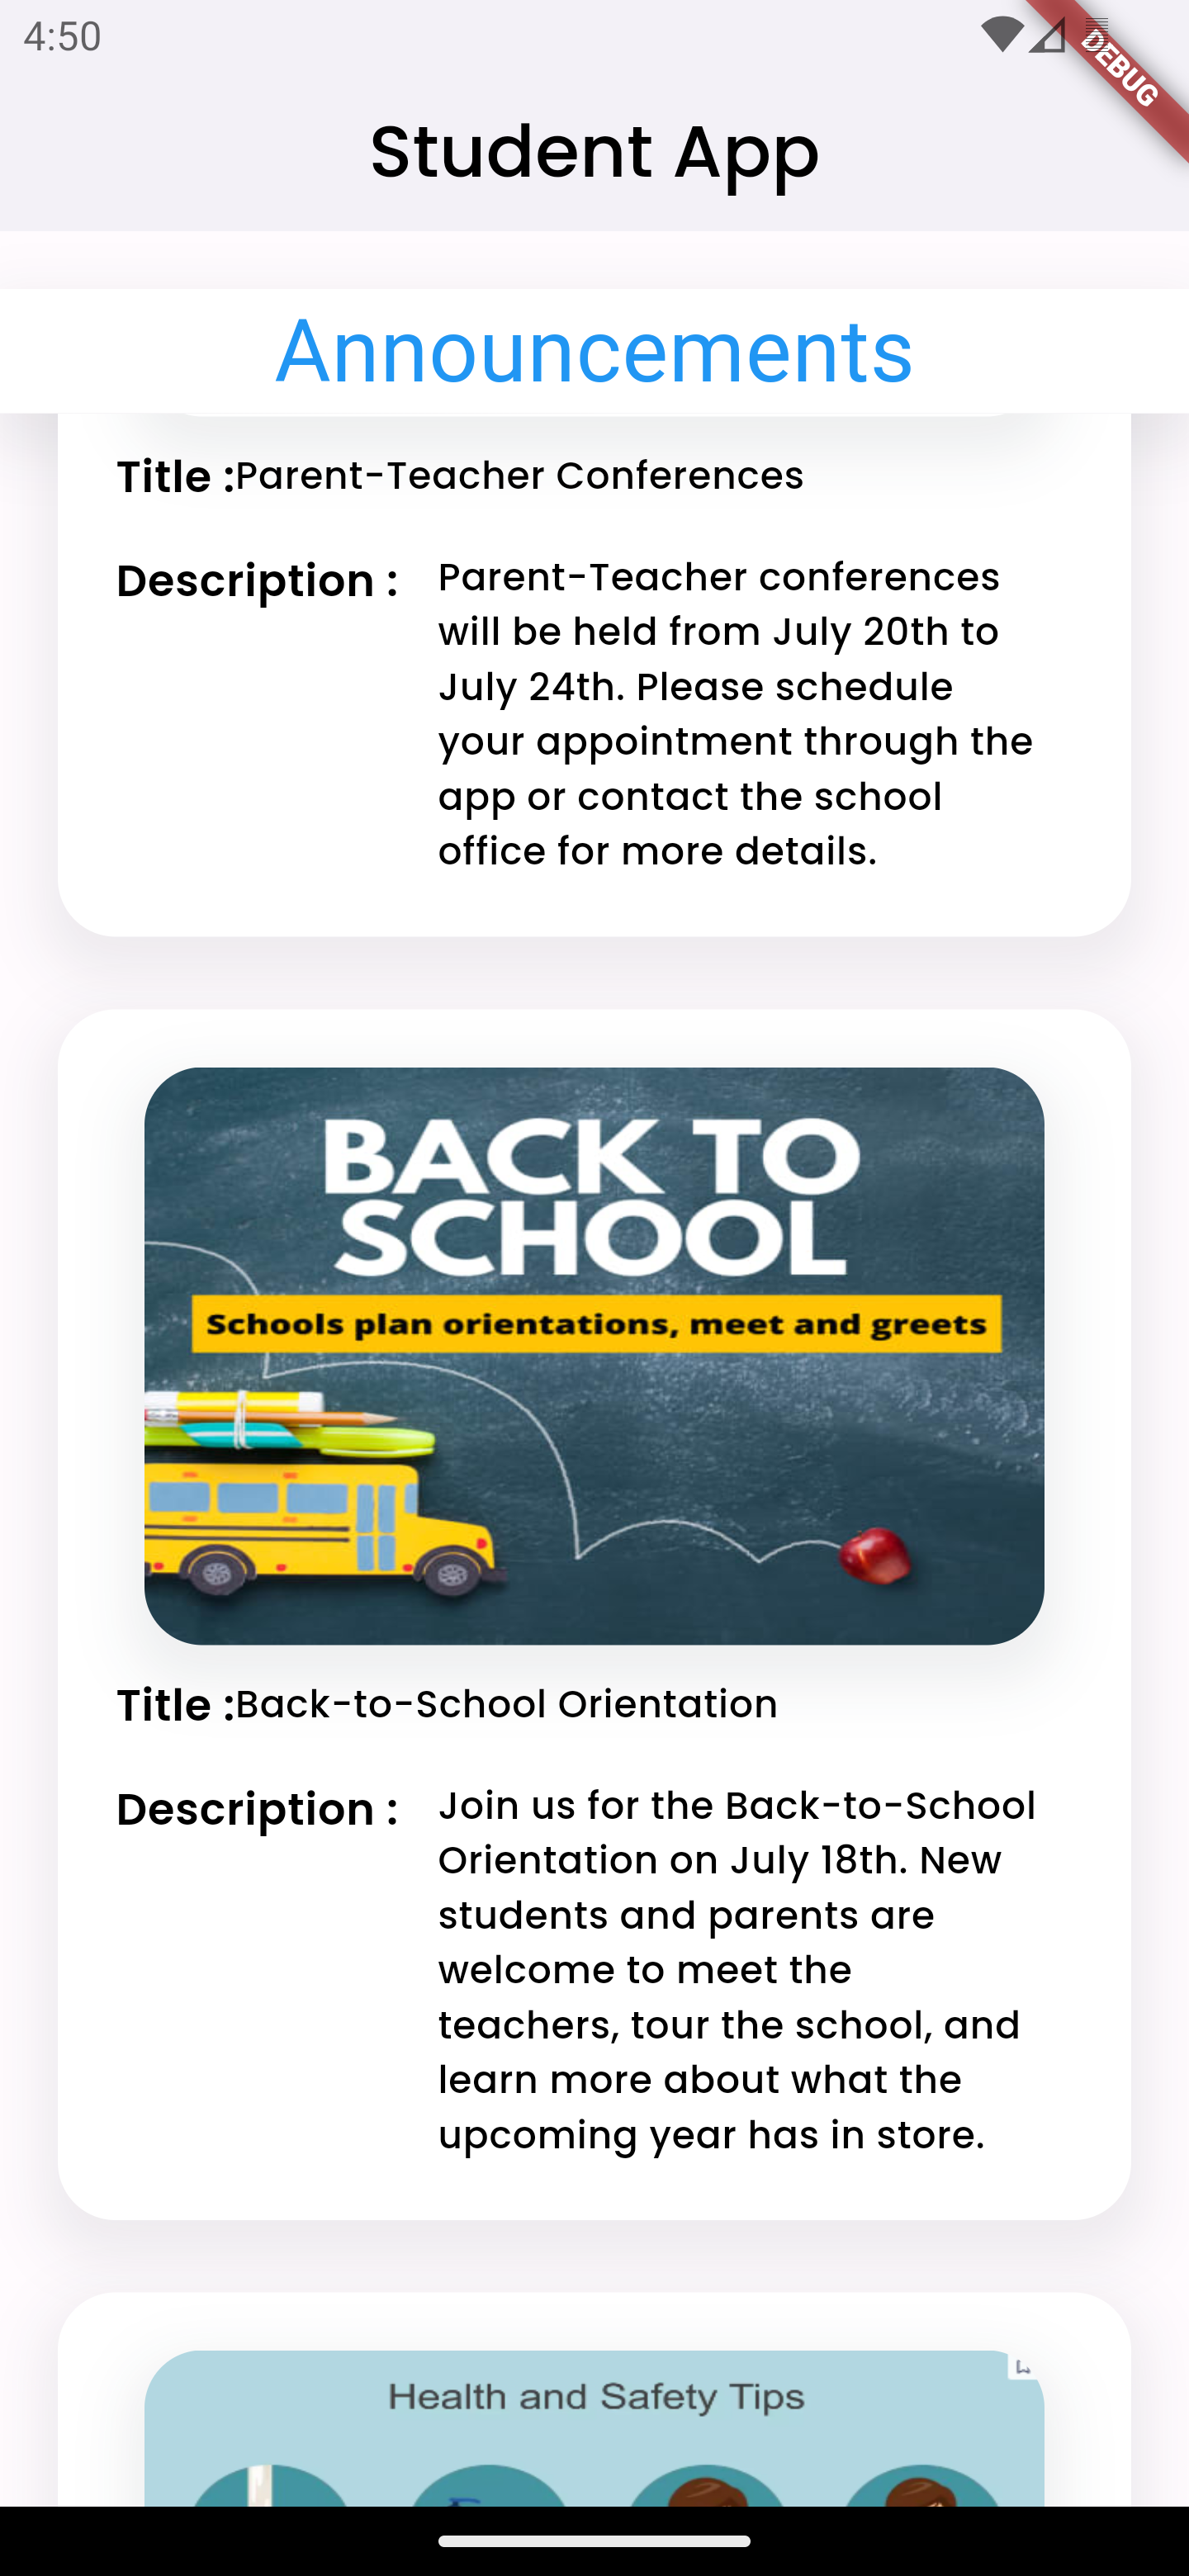 4:50
DEBUG
Student App
Announcements
Title :Parent-Teacher Conferences
Description : Parent-Teacher conferences
will be held from July 20th to
July 24th. Please schedule
your appointment through the
app or contact the school
office for more details.
BACK TO
SCHOOL
Schools plan orientations, meet and greets
Title :Back-to-School Orientation
Description : Join us for the Back-to-School
Orientation on July 18th. New
students and parents are
welcome to meet the
teachers, tour the school, and
learn more about what the
upcoming year has in store.
Health and Safety Tips